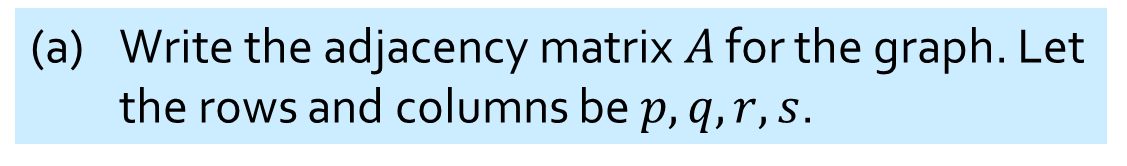 (a) Write the adjacency matrix A for the graph. Let
the rows and columns be p, q, r, s.